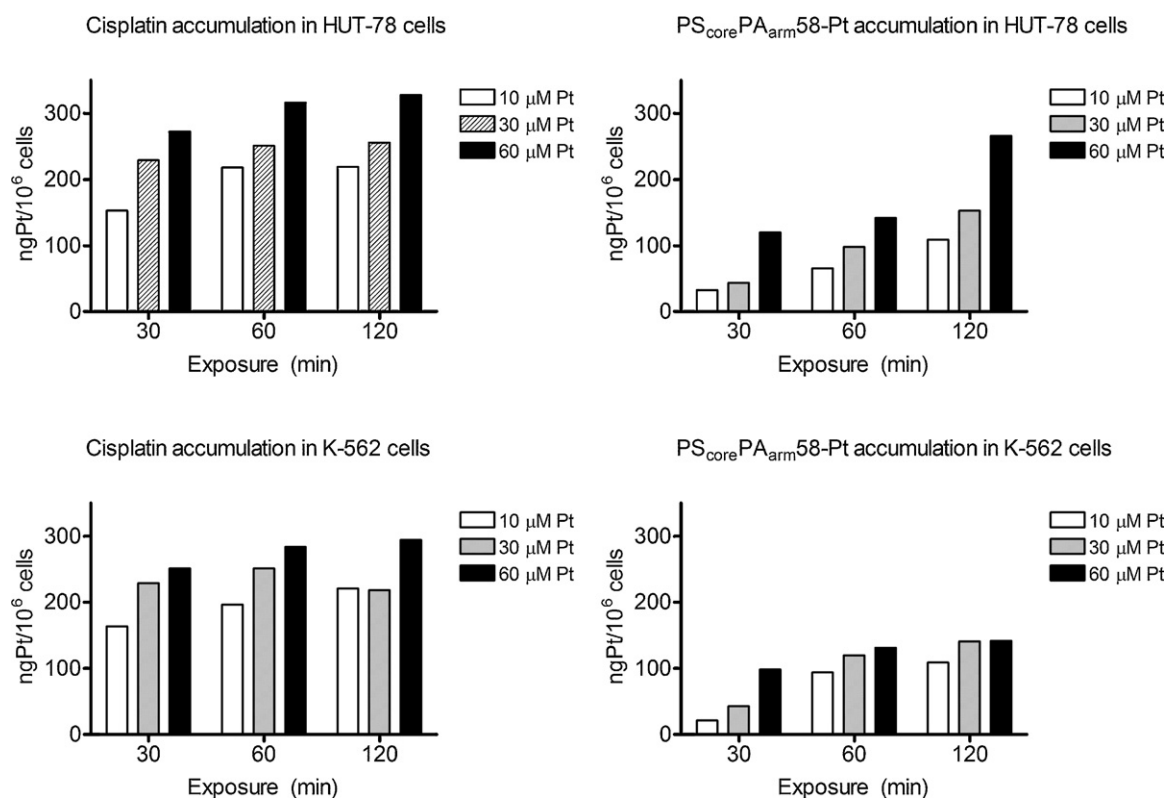 Cisplatin accumulation in HUT-78 cells
ngPt/10⁶ cells
300
200
100
0
30 60 120
Exposure (min)
10 μM Pt
30 μM Pt
60 μM Pt
PScorePAarm58-Pt accumulation in HUT-78 cells
ngPt/10⁶ cells
300
200
100
0
30 60 120
Exposure (min)
10 μM Pt
30 μM Pt
60 μM Pt
Cisplatin accumulation in K-562 cells
ngPt/10⁶ cells
300
200
100
0
30 60 120
Exposure (min)
10 μM Pt
30 μM Pt
60 μM Pt
PScorePAarm58-Pt accumulation in K-562 cells
ngPt/10⁶ cells
300
200
100
0
30 60 120
Exposure (min)
10 μM Pt
30 μM Pt
60 μM Pt